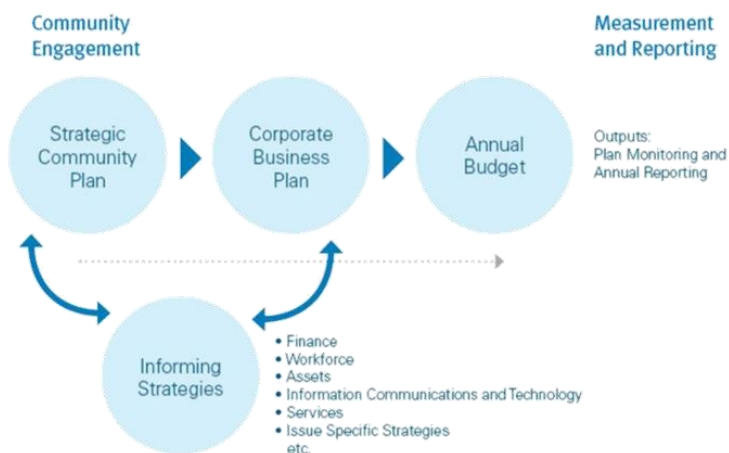 Community
Engagement
Measurement
and Reporting
Strategic
Community
Plan
Corporate
Business
Plan
Annual
Budget
Outputs:
Plan Monitoring and
Annual Reporting
Informing
Strategies
• Finance
• Workforce
• Assets
• Information Communications and Technology
• Services
• Issue Specific Strategies
etc.